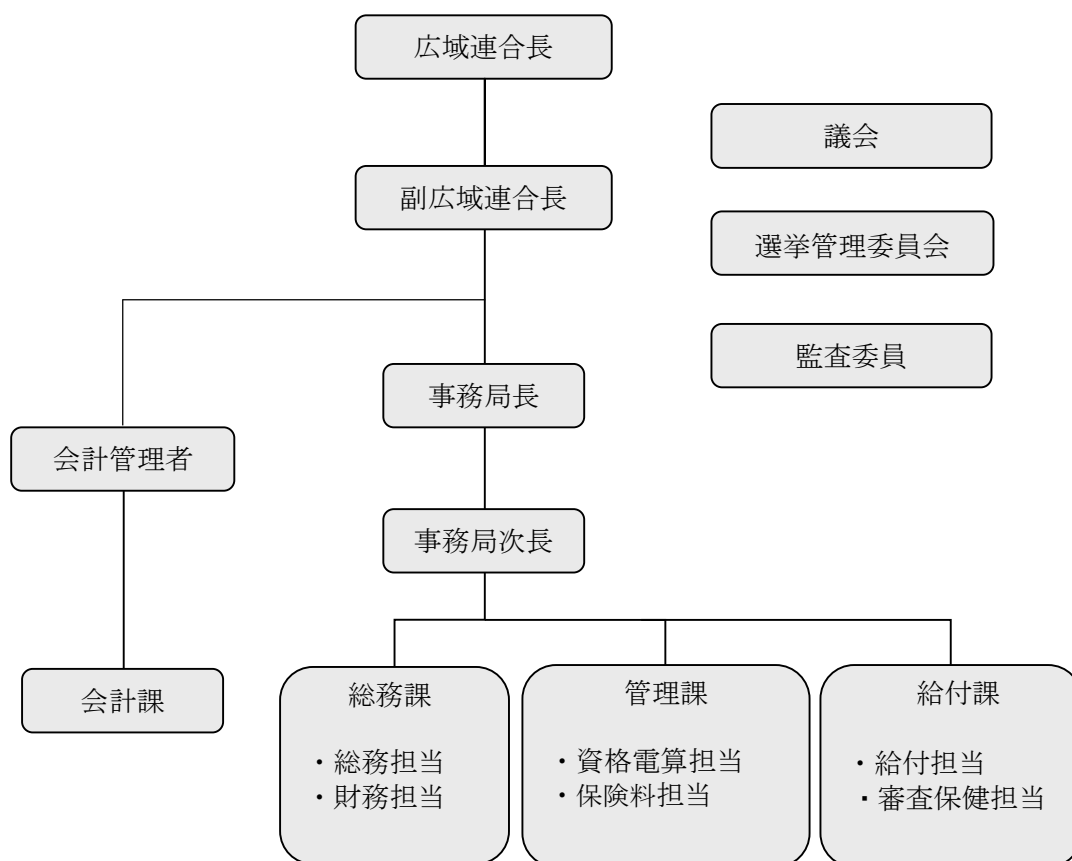 広域連合長
議会
副広域連合長
選挙管理委員会
監査委員
事務局長
会計管理者
事務局次長
会計課
総務課
・総務担当
・財務担当
管理課
・資格電算担当
・保険料担当
給付課
・給付担当
・審査保健担当